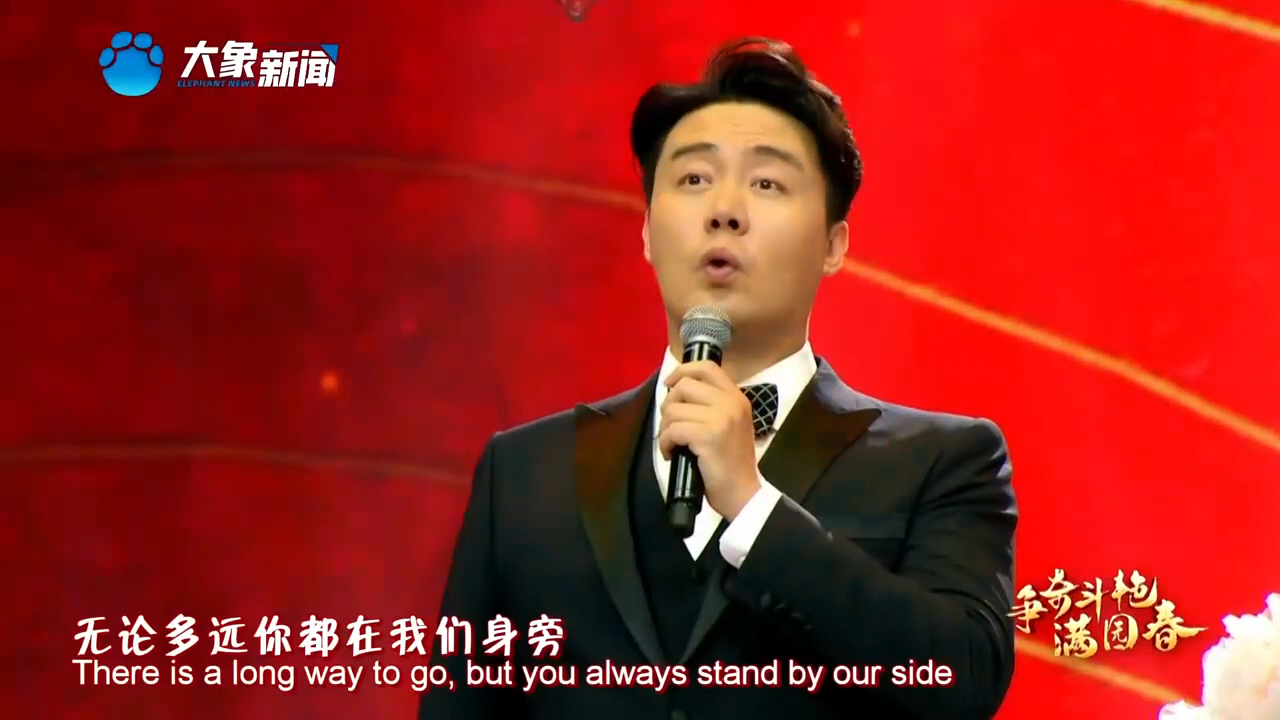 大象新闻
ELEPHANT NEWS
争奇斗艳
满园春
无论多远你都在我们身旁
There is a long way to go, but you always stand by our side